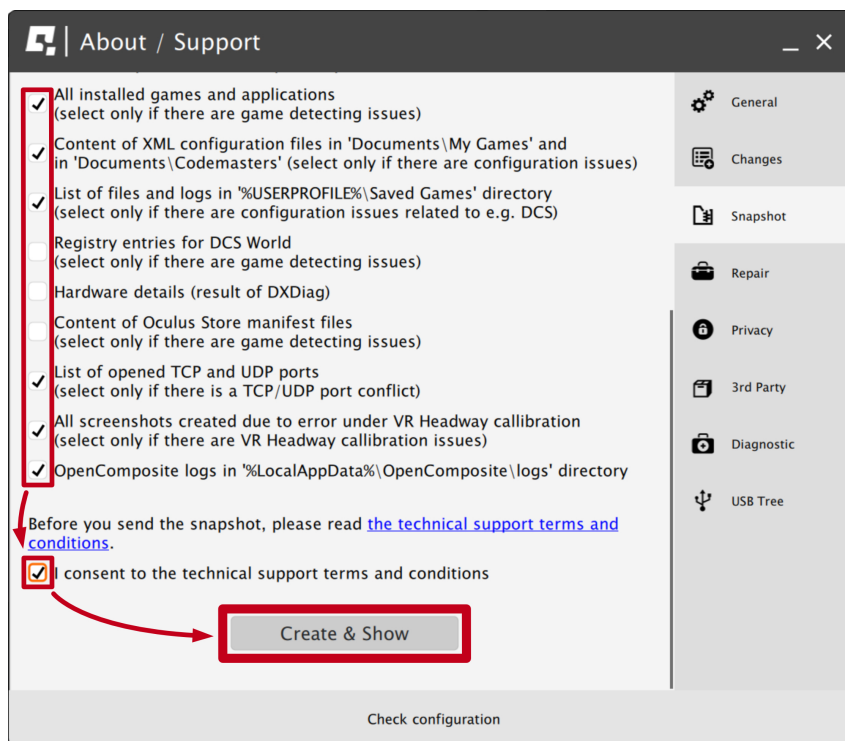 About / Support
All installed games and applications
(select only if there are game detecting issues)
Content of XML configuration files in 'Documents\My Games' and
in 'Documents\Codemasters' (select only if there are configuration issues)
List of files and logs in '%USERPROFILE%\Saved Games' directory
(select only if there are configuration issues related to e.g. DCS)
Registry entries for DCS World
(select only if there are game detecting issues)
Hardware details (result of DXDiag)
Content of Oculus Store manifest files
(select only if there are game detecting issues)
List of opened TCP and UDP ports
(select only if there is a TCP/UDP port conflict)
All screenshots created due to error under VR Headway callibration
(select only if there are VR Headway callibration issues)
OpenComposite logs in '%LocalAppData%\OpenComposite\logs' directory
Before you send the snapshot, please read the technical support terms and
conditions.
I consent to the technical support terms and conditions
Create & Show
General
Changes
Snapshot
Repair
Privacy
3rd Party
Diagnostic
USB Tree
Check configuration